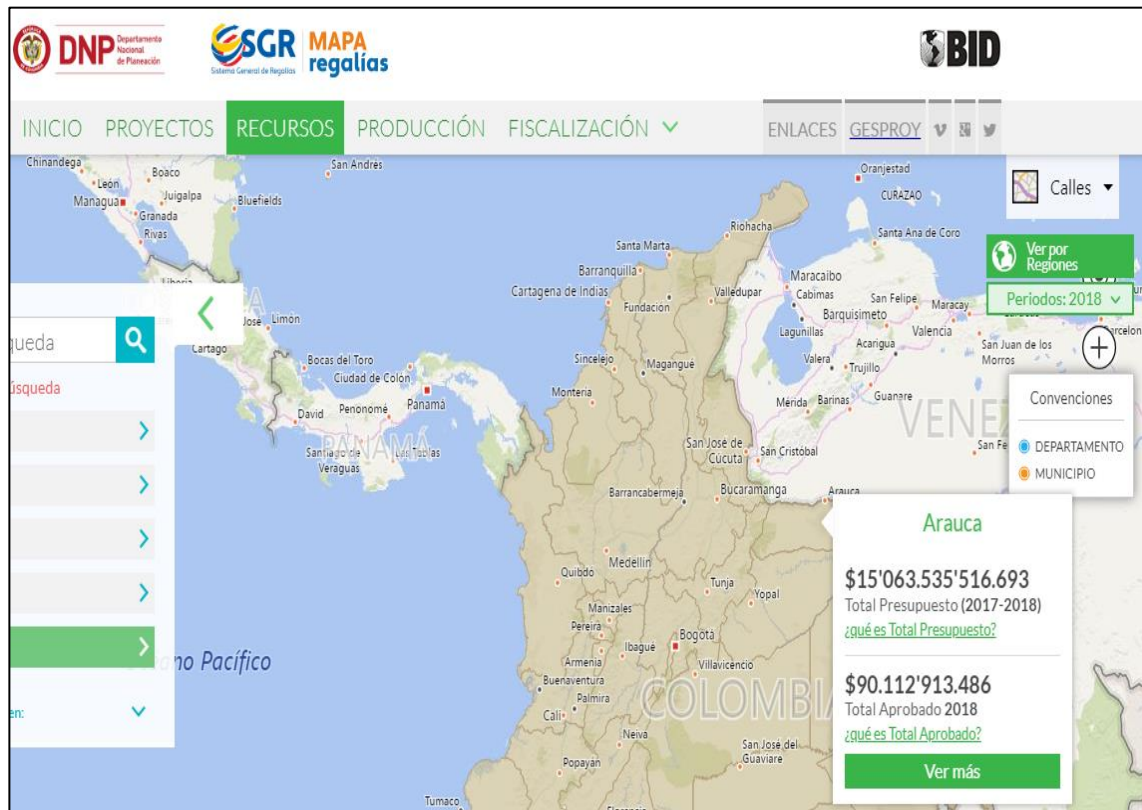 DNP
Departamento
Nacional
de Planeación
SGR
Sistema General de Regalías
MAPA
regalías
BID
INICIO PROYECTOS RECURSOS PRODUCCIÓN FISCALIZACIÓN
ENLACES GESPROY
Calles
Ver por
Regiones
Periodos: 2018
Convenciones
DEPARTAMENTO
MUNICIPIO
queda
úsqueda
en:
Chinandega
León
Boaco
Managua
Juigalpa
Granada
Rivas
Bluefields
San Andrés
Liberia
Limón
Cartago
Bocas del Toro
Ciudad de Colón
David
Penonomé
Panamá
PANAMÁ
Santiago de
Veraguas
Las Tablas
Oranjestad
CURAZAO
Riohacha
Santa Ana de Coro
Santa Marta
Barranquilla
Cartagena de Indias
Fundación
Valledupar
Maracaibo
Cabimas
San Felipe
Maracay
Barquisimeto
Lagunillas
Acarigua
Valencia
San Juan de los
Morros
Valera
Trujillo
Sincelejo
Magangué
Montería
Mérida
Barinas
Guanare
San José de
Cúcuta
San Cristóbal
Barrancabermeja
Bucaramanga
Arauca
Medellín
Quibdó
Tunja
Yopal
Manizales
Pereira
Ibagué
Bogotá
Armenia
Villavicencio
Buenaventura
Palmira
COLOMBIA
Cali
Neiva
San José del
Guaviare
Popayán
Tumaco
Florencia
Pacífico
Arauca
$15'063.535'516.693
Total Presupuesto (2017-2018)
¿qué es Total Presupuesto?
$90.112'913.486
Total Aprobado 2018
¿qué es Total Aprobado?
Ver más